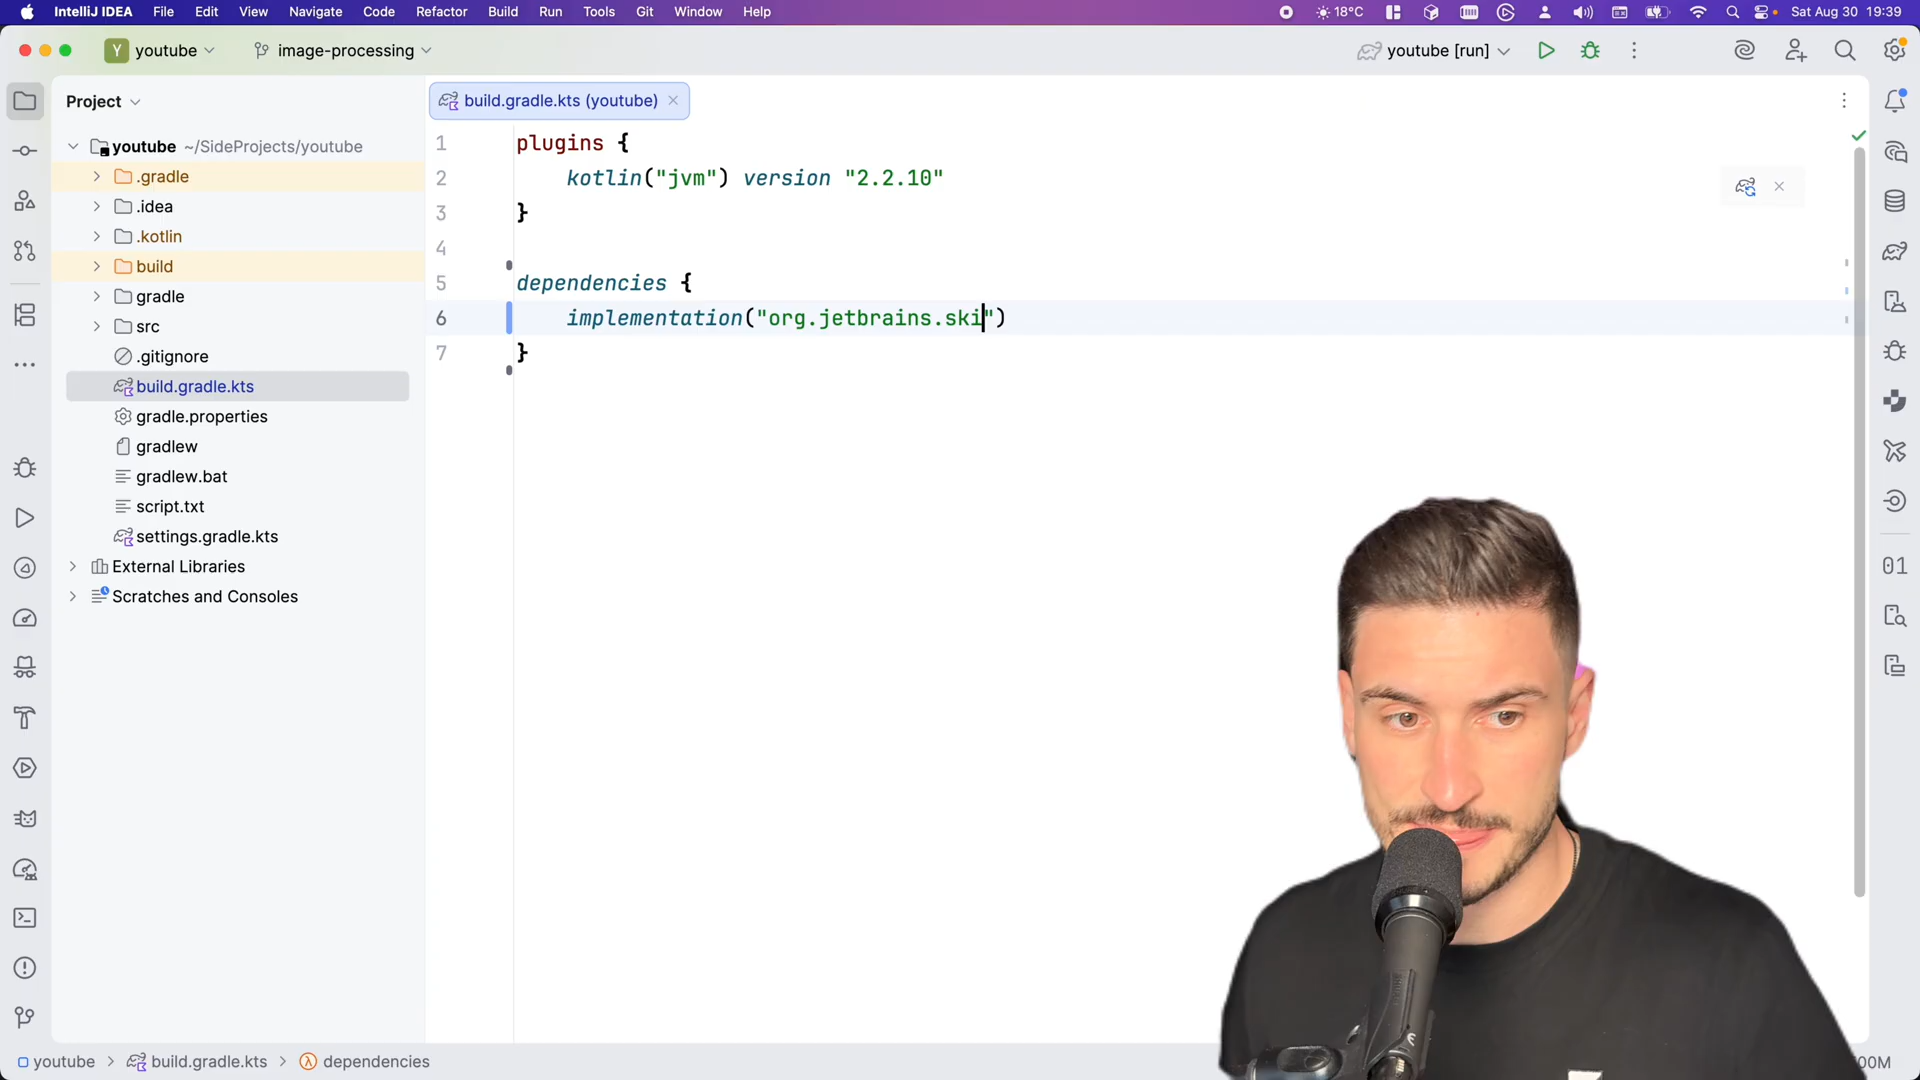 IntelliJ IDEA File Edit View Navigate Code Refactor Build Run Tools Git Window Help 18°C Sat Aug 30 19:39
Y youtube image-processing youtube [run]
Project
build.gradle.kts (youtube)
youtube ~/SideProjects/youtube
.gradle
.idea
.kotlin
build
gradle
src
.gitignore
build.gradle.kts
gradle.properties
gradlew
gradlew.bat
script.txt
settings.gradle.kts
External Libraries
Scratches and Consoles
1 plugins {
2 kotlin("jvm") version "2.2.10"
3 }
4
5 dependencies {
6 implementation("org.jetbrains.ski")
7 }
01
youtube > build.gradle.kts > dependencies